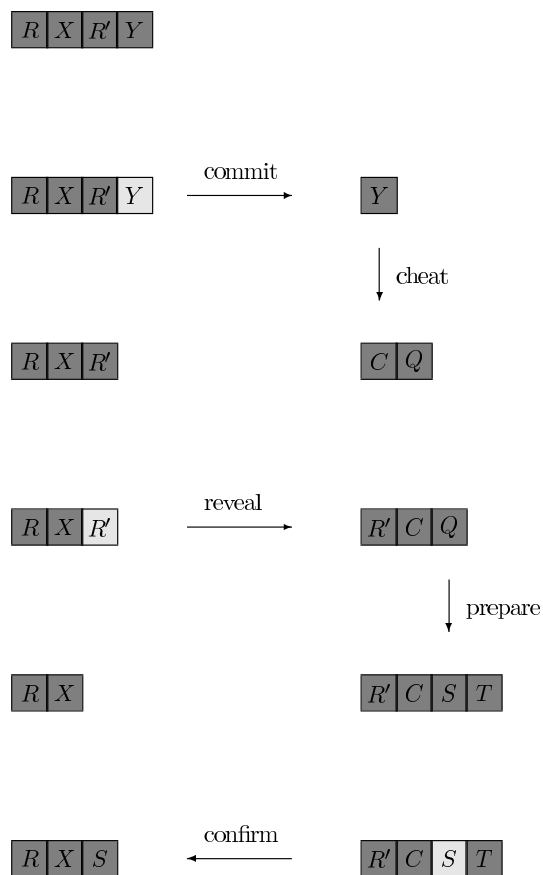 R X R′ Y
R X R′ Y commit Y
cheat
R X R′ C Q
R X R′ reveal R′ C Q
prepare
R X R′ C S T
R X S confirm R′ C S T